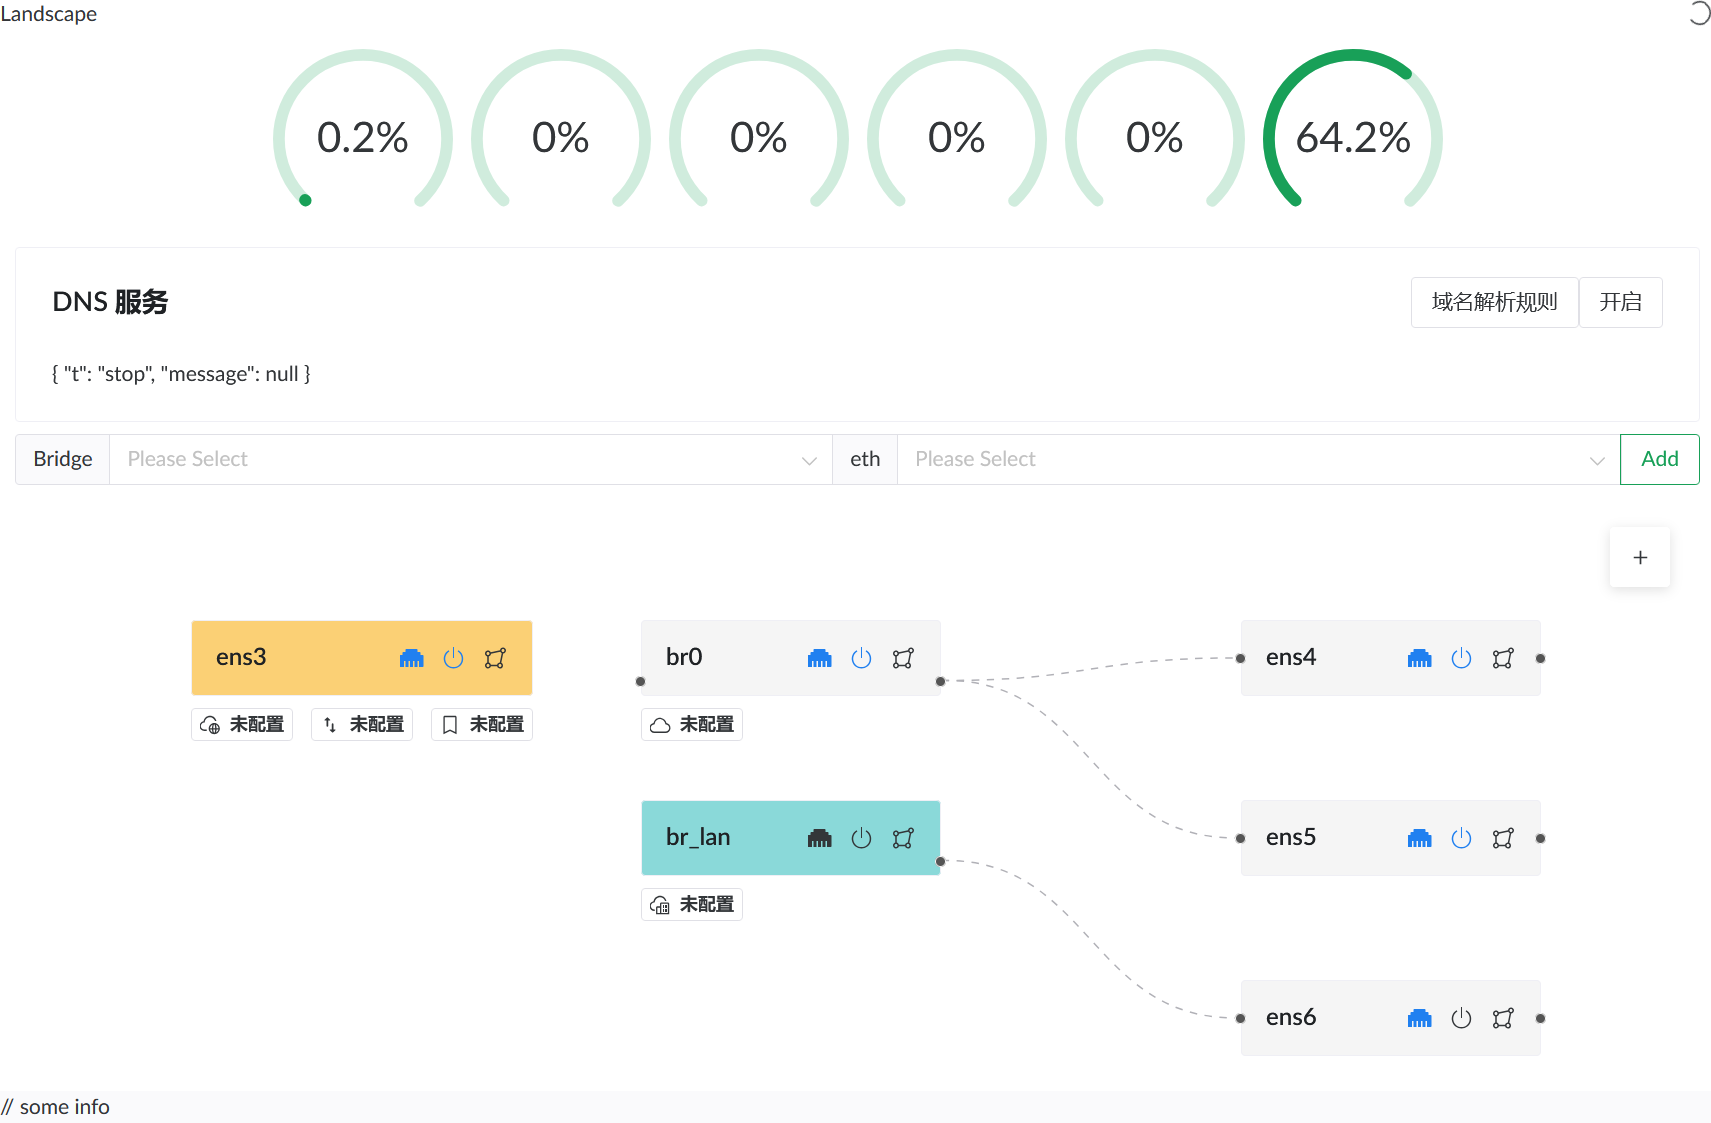 Landscape
0.2%
0%
0%
0%
0%
64.2%
DNS 服务
域名解析规则
开启
{ "t": "stop", "message": null }
Bridge
Please Select
eth
Please Select
Add
+
ens3
br0
ens4
未配置
未配置
未配置
未配置
br_lan
ens5
未配置
ens6
// some info